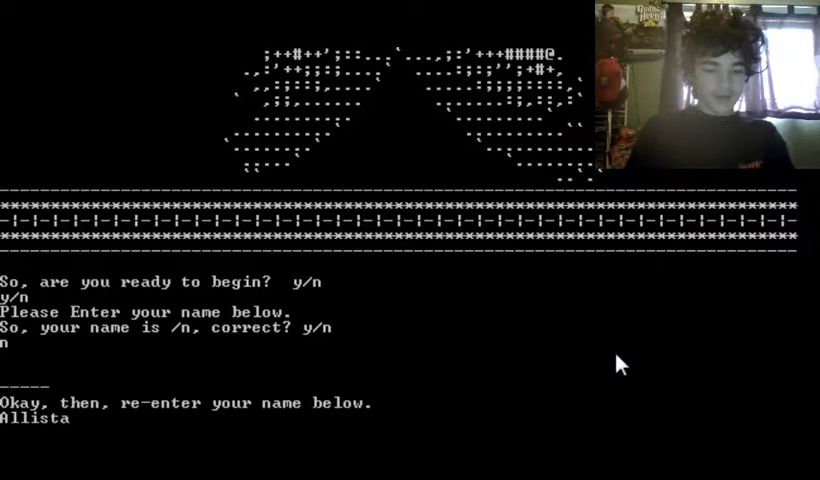 So, are you ready to begin?  y/n
y/n
Please Enter your name below.
So, your name is /n, correct? y/n
n
-----
Okay, then, re-enter your name below.
Allista